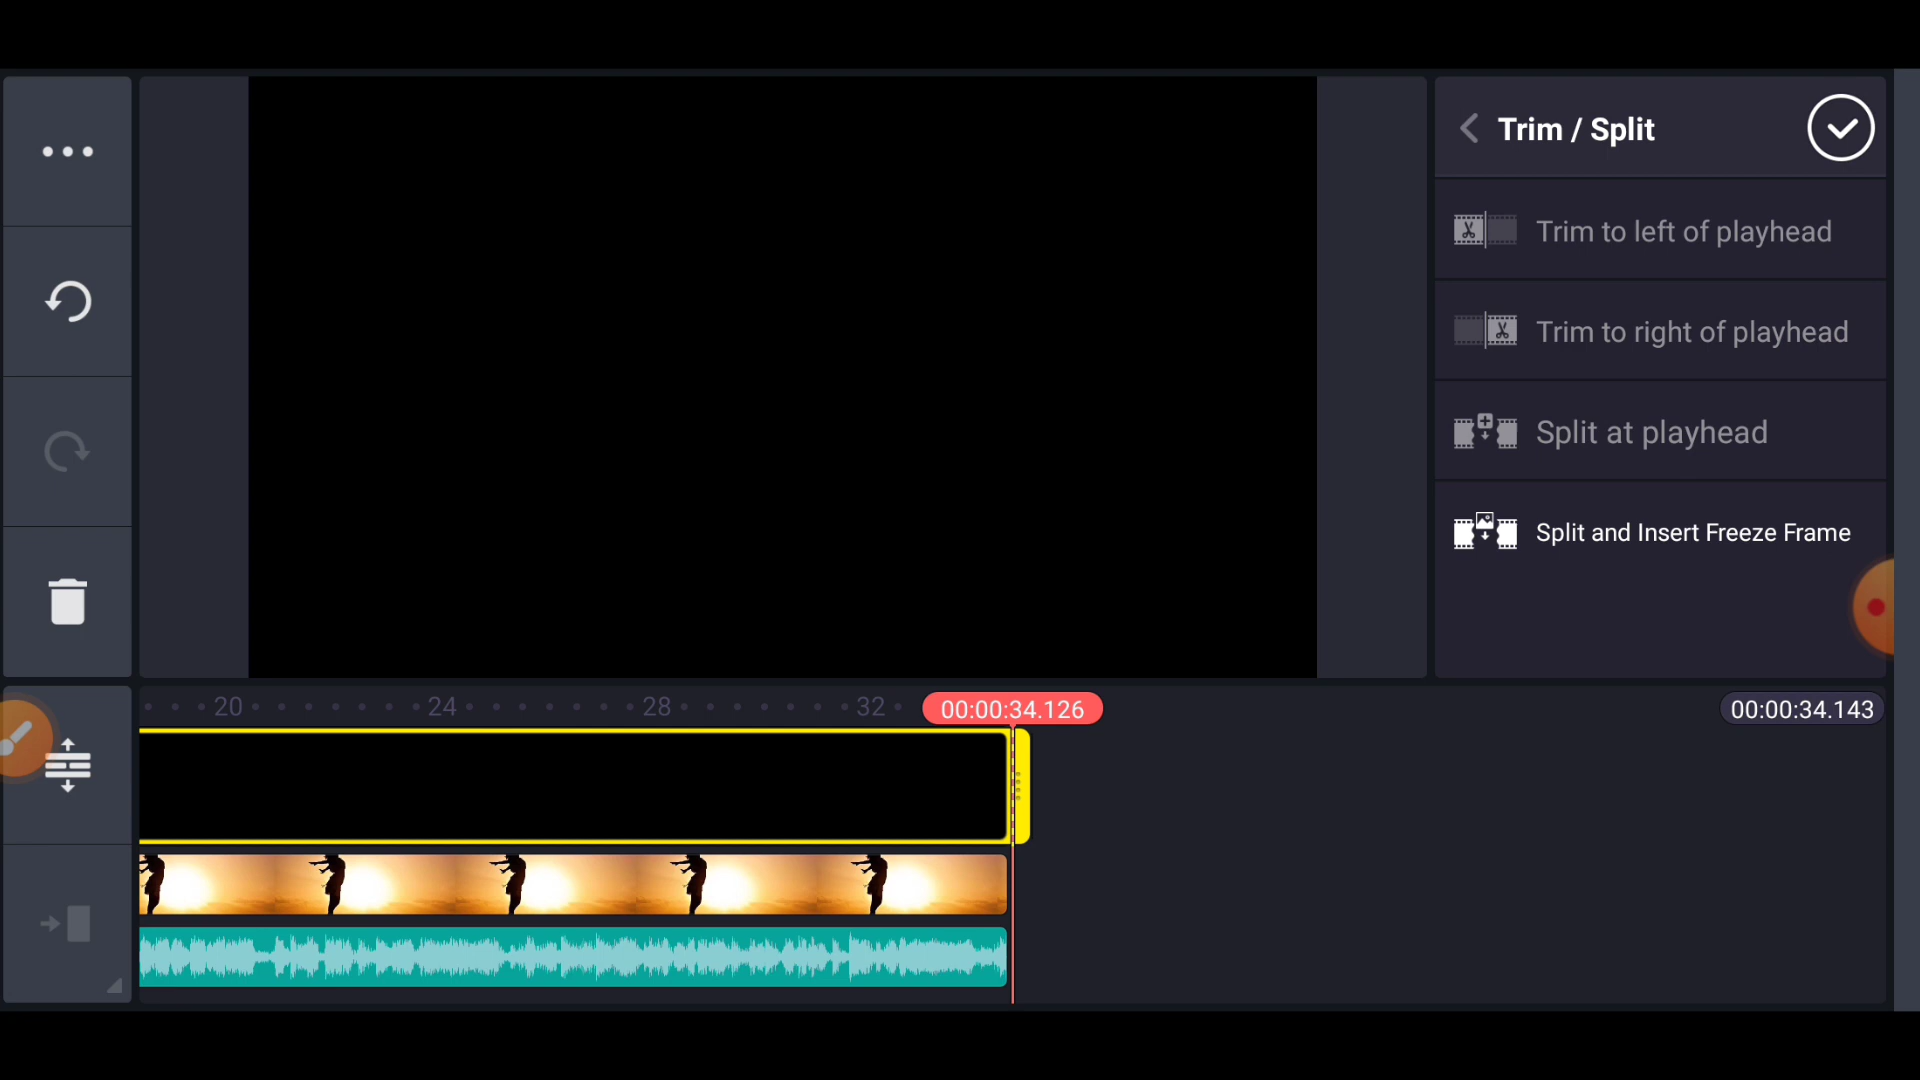 Trim / Split
Trim to left of playhead
Trim to right of playhead
Split at playhead
Split and Insert Freeze Frame
20 24 28 32 00:00:34.126 00:00:34.143